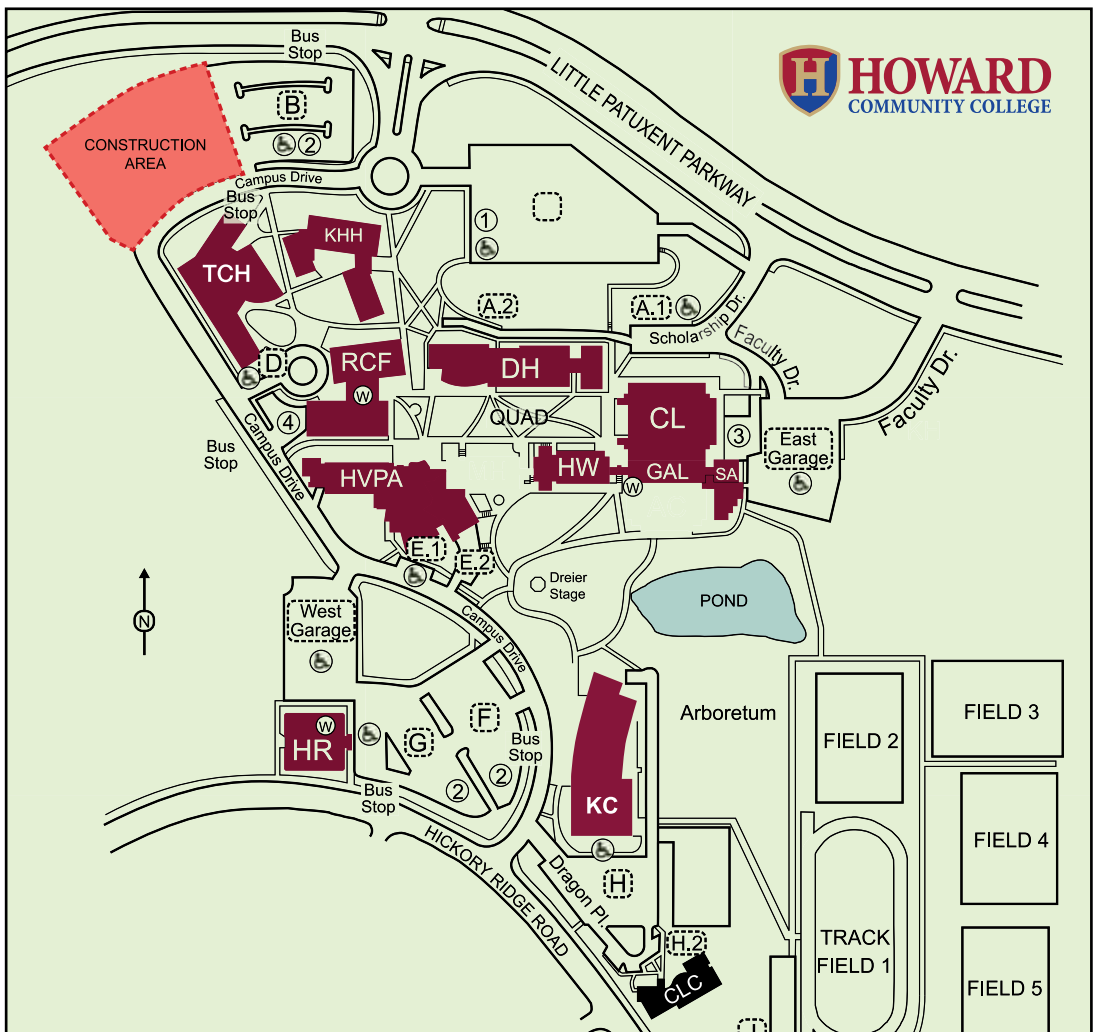 Bus
Stop
HOWARD
COMMUNITY COLLEGE
H
LITTLE PATUXENT PARKWAY
B
2
CONSTRUCTION
AREA
Campus Drive
Bus
Stop
1
KHH
TCH
A.2
A.1
Scholarship Dr.
Faculty Dr.
Faculty Dr.
D
RCF
W
DH
QUAD
CL
3
East
Garage
4
Campus Drive
Bus
Stop
HVPA
HW
GAL
SA
W
E.1
E.2
Dreier
Stage
POND
N
West
Garage
Campus Drive
Arboretum
FIELD 3
FIELD 2
F
G
Bus
Stop
W
HR
2
2
Bus
Stop
KC
FIELD 4
HICKORY RIDGE ROAD
Dragon Pl.
H
H.2
TRACK
FIELD 1
FIELD 5
CLC